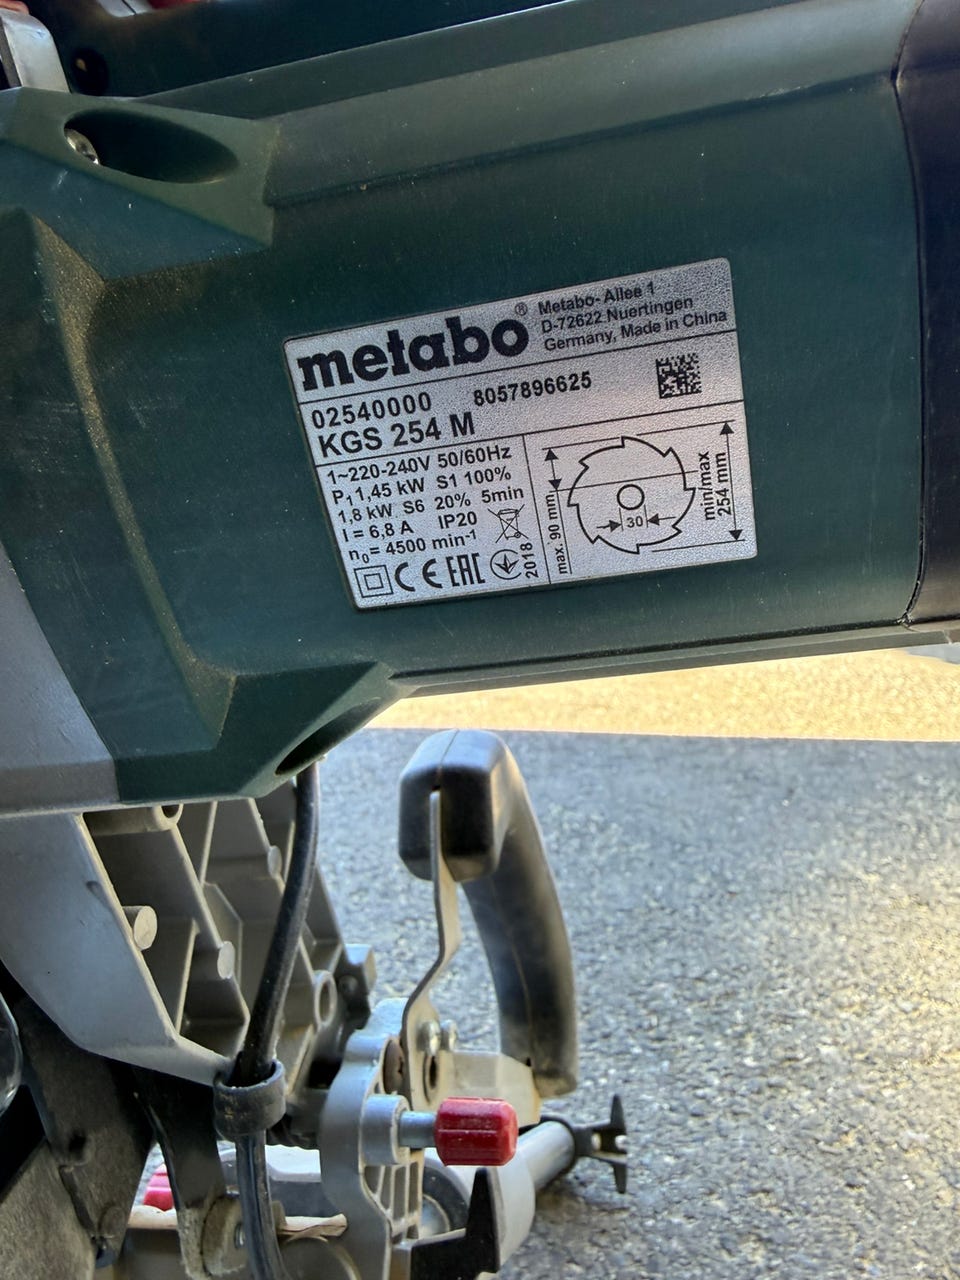 metabo®
Metabo- Allee 1
D-72622 Nuertingen
Germany, Made in China
02540000 8057896625
KGS 254 M
1~220-240V 50/60Hz
P₁ 1,45 kW S1 100%
1,8 kW S6 20% 5min
I = 6,8 A IP20
n₀ = 4500 min⁻¹
CE EAC 2018
max. 90 mm
30
min/max
254 mm